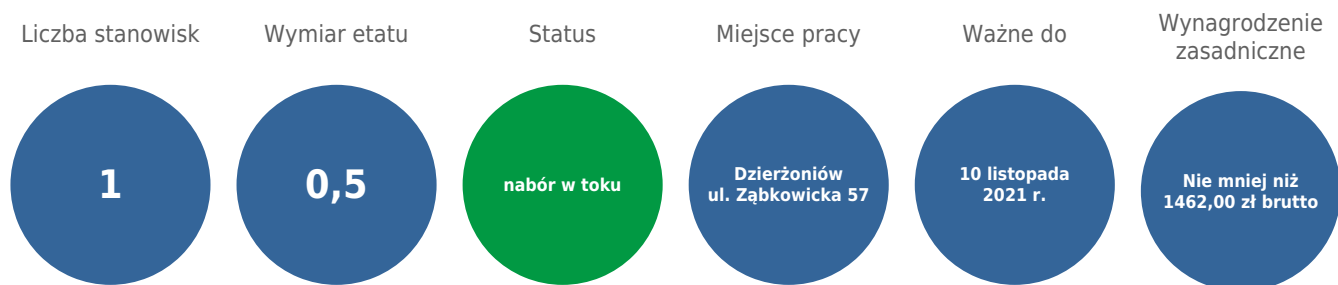 Liczba stanowisk
1
Wymiar etatu
0,5
Status
nabór w toku
Miejsce pracy
Dzierżoniów
ul. Ząbkowicka 57
Ważne do
10 listopada
2021 r.
Wynagrodzenie
zasadnicze
Nie mniej niż
1462,00 zł brutto